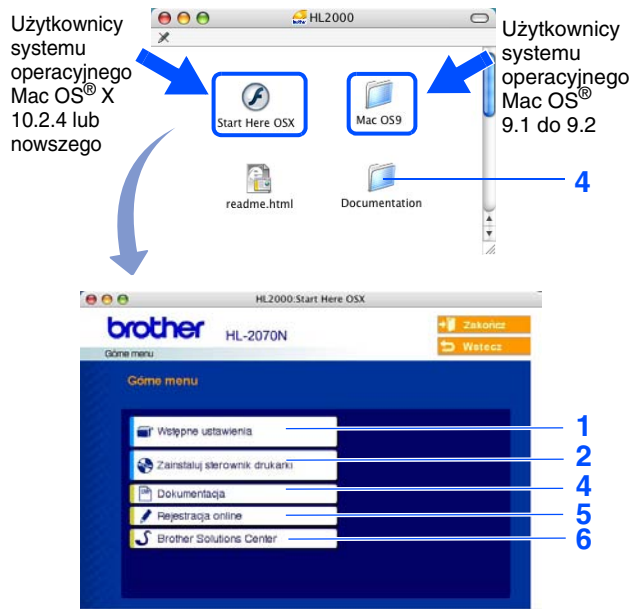 Użytkownicy
systemu
operacyjnego
Mac OS® X
10.2.4 lub
nowszego
HL2000
Użytkownicy
systemu
operacyjnego
Mac OS®
9.1 do 9.2
Start Here OSX
Mac OS9
readme.html
Documentation
4
HL2000:Start Here OSX
brother
HL-2070N
Zakończ
Wstecz
Górne menu
Górne menu
Wstępne ustawienia
1
Zainstaluj sterownik drukarki
2
Dokumentacja
4
Rejestracja online
5
Brother Solutions Center
6